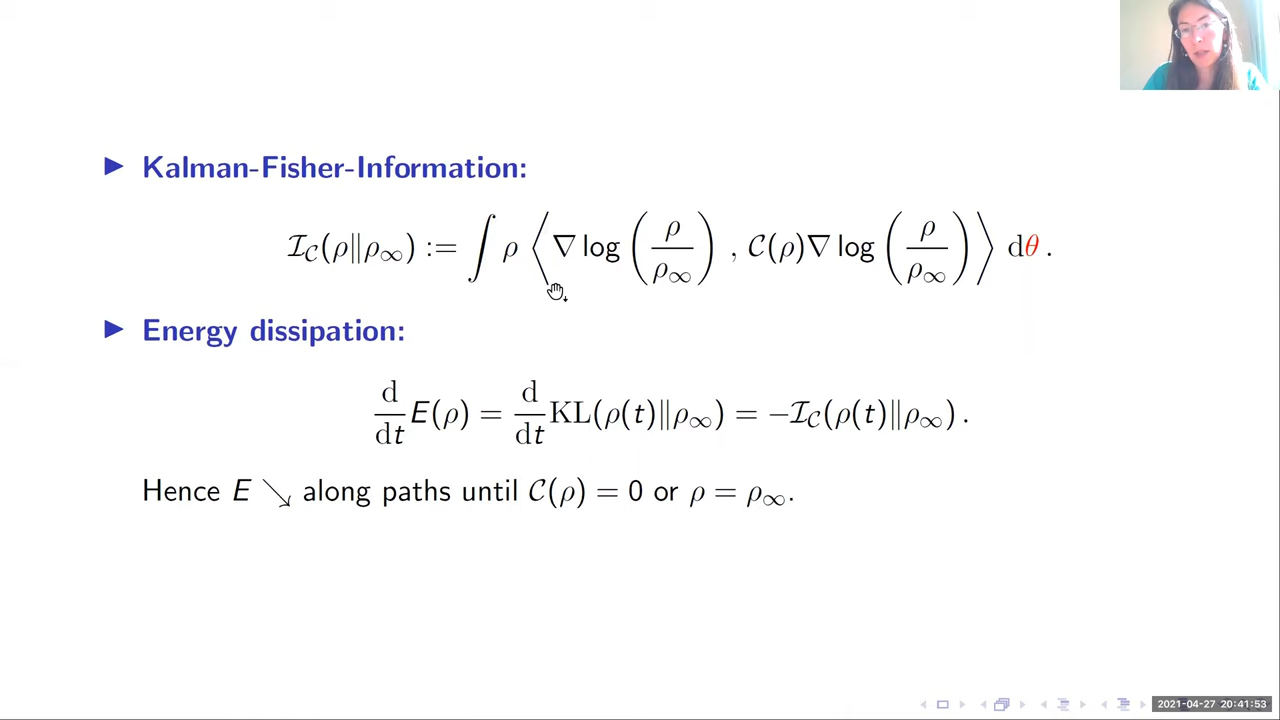 ▶ Kalman-Fisher-Information:
ℐ_𝒞(ρ‖ρ_∞) := ∫ ρ ⟨∇ log (ρ/ρ_∞) , 𝒞(ρ)∇ log (ρ/ρ_∞)⟩ dθ .
▶ Energy dissipation:
d/dt E(ρ) = d/dt KL(ρ(t)‖ρ_∞) = −ℐ_𝒞(ρ(t)‖ρ_∞) .
Hence E ↘ along paths until 𝒞(ρ) = 0 or ρ = ρ_∞.
2021-04-27 20:41:53